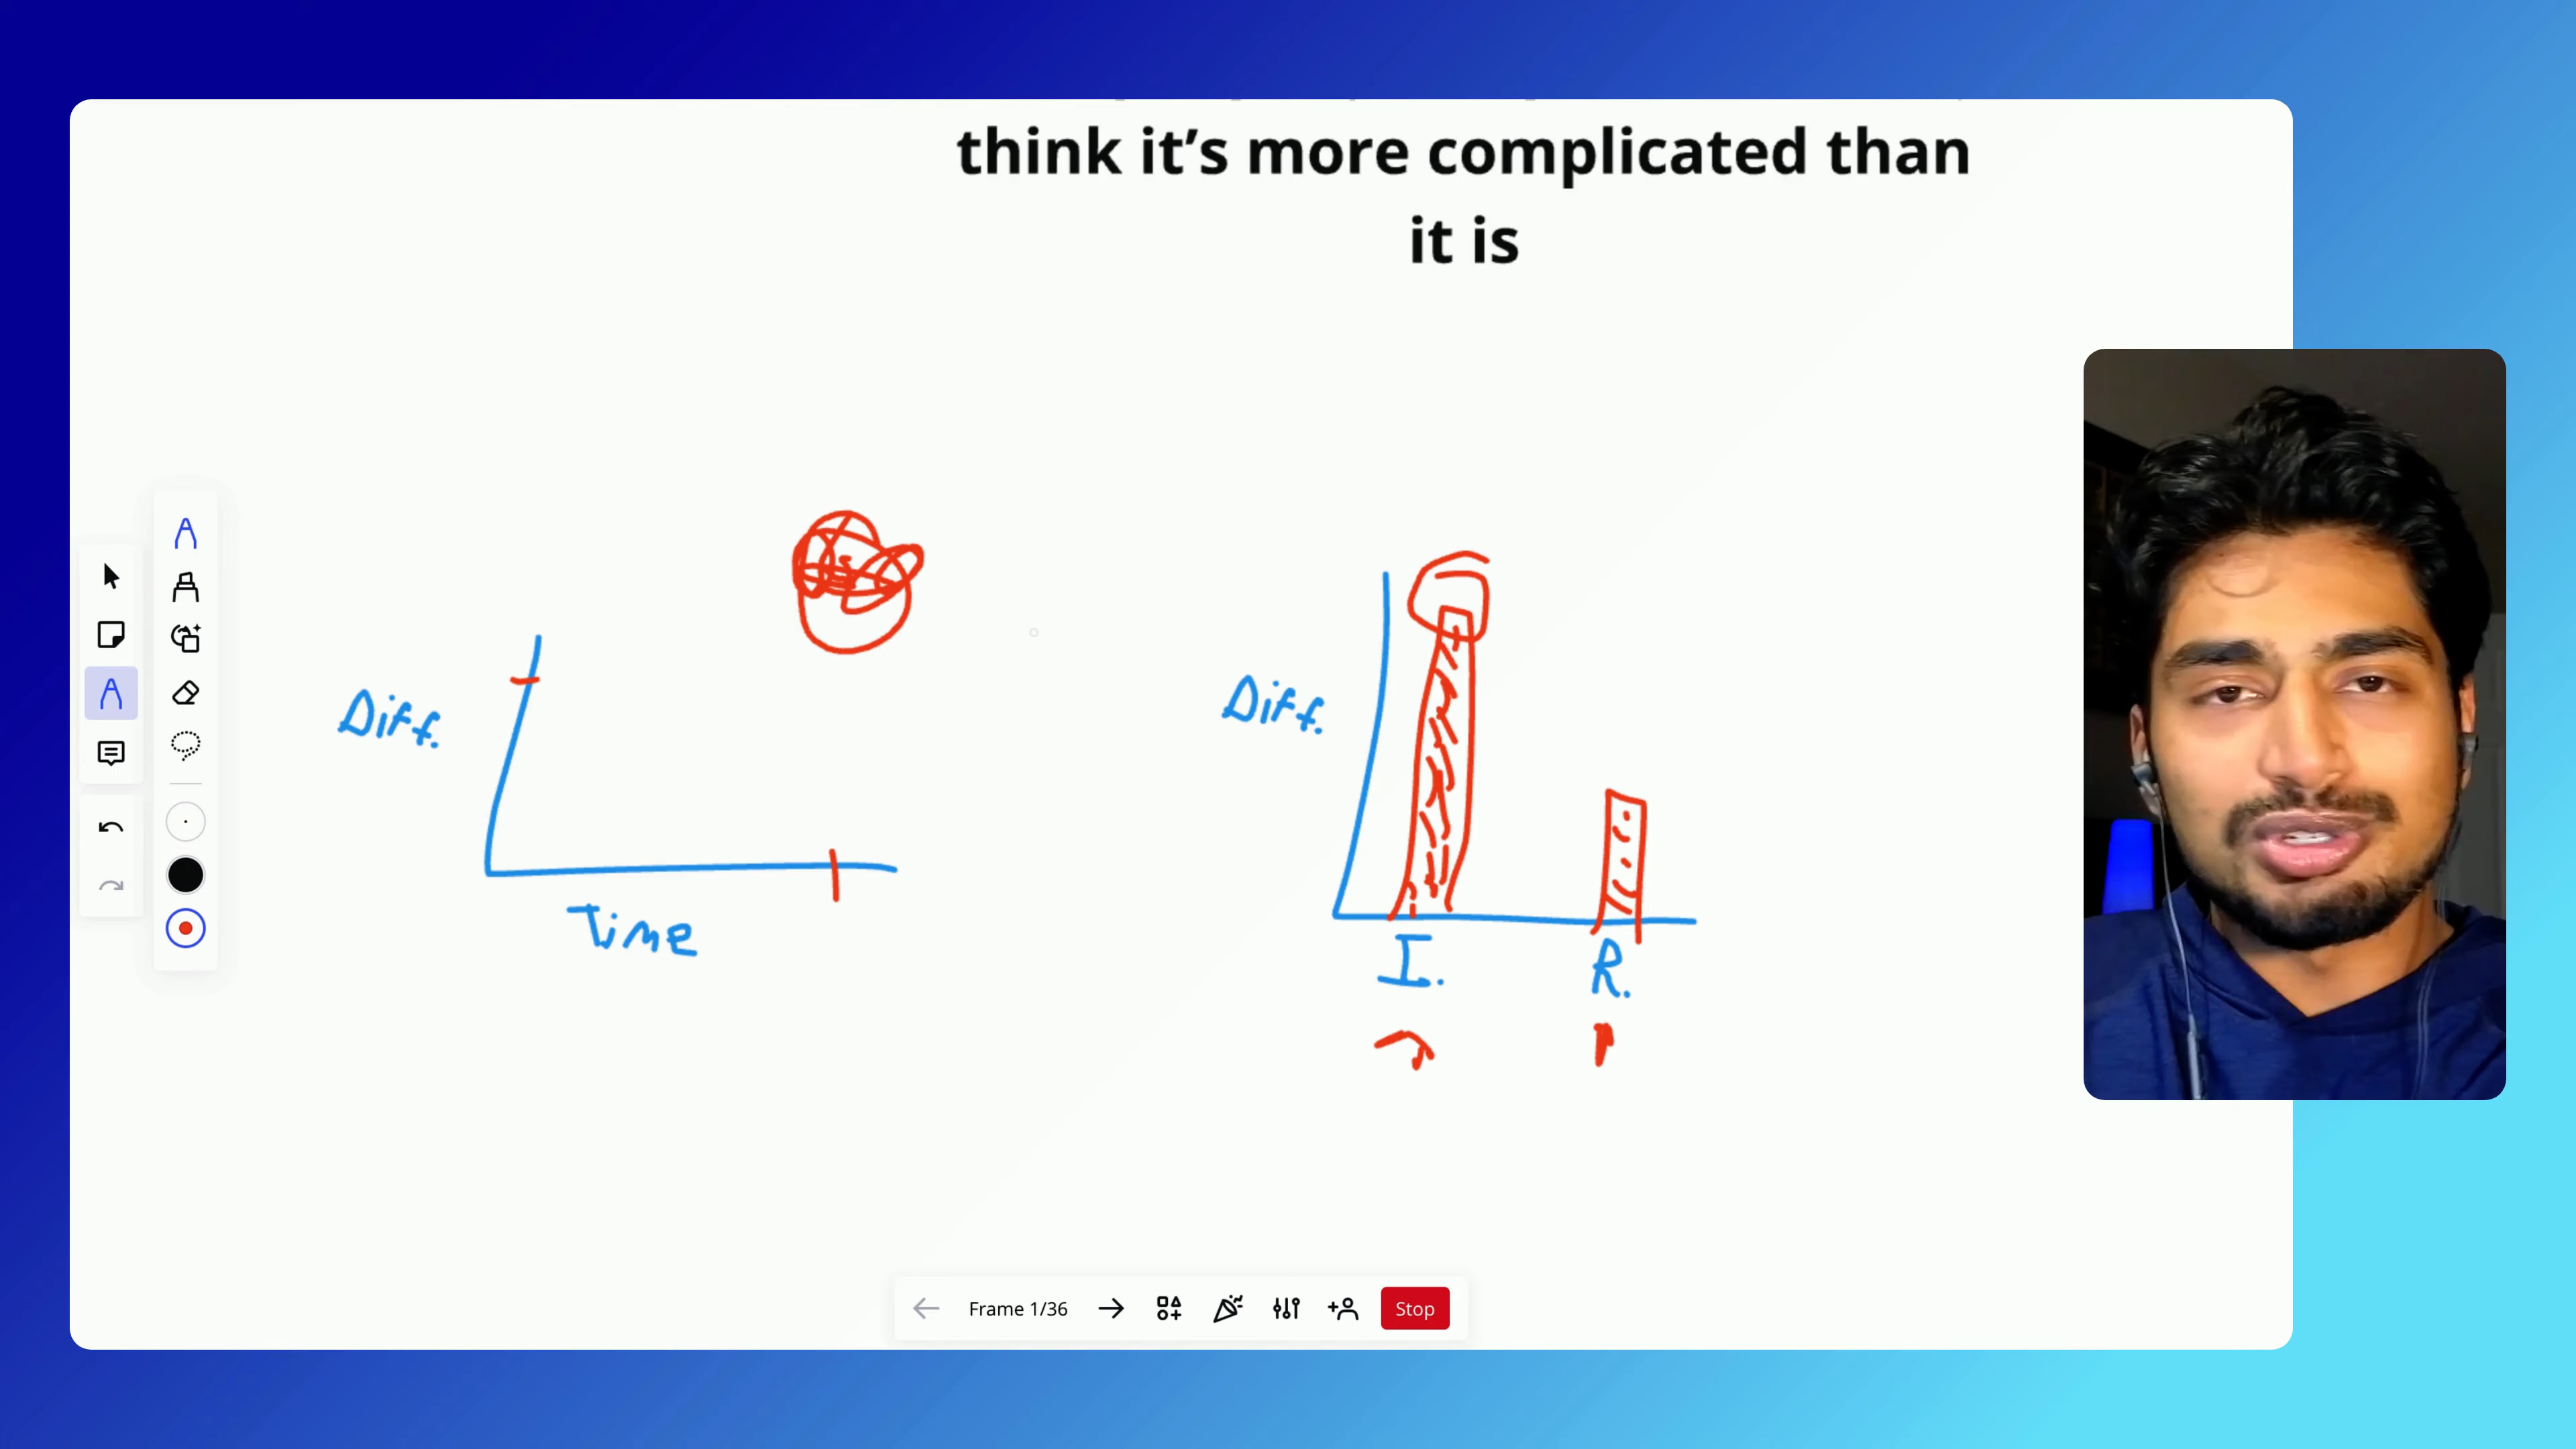 think it’s more complicated than
it is
Diff.
Time
Diff.
I.
R.
Frame 1/36
Stop